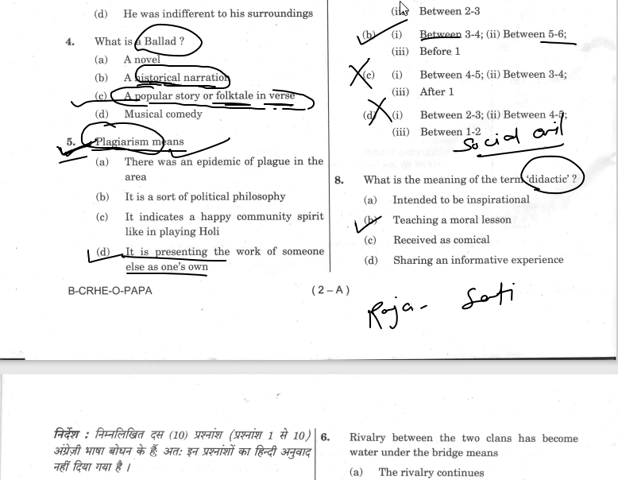 (d) He was indifferent to his surroundings
4. What is a Ballad ?
(a) A novel
(b) A historical narration
(c) A popular story or folktale in verse
(d) Musical comedy
5. Plagiarism means
(a) There was an epidemic of plague in the
area
(b) It is a sort of political philosophy
(c) It indicates a happy community spirit
like in playing Holi
(d) It is presenting the work of someone
else as one's own
B-CRHE-O-PAPA
( 2 – A )
(iii) Between 2-3
(b) (i) Between 3-4; (ii) Between 5-6;
(iii) Before 1
(c) (i) Between 4-5; (ii) Between 3-4;
(iii) After 1
(d) (i) Between 2-3; (ii) Between 4-5;
(iii) Between 1-2
Social evil
8. What is the meaning of the term 'didactic' ?
(a) Intended to be inspirational
(b) Teaching a moral lesson
(c) Received as comical
(d) Sharing an informative experience
Roja- Sati
निर्देश : निम्नलिखित दस (10) प्रश्नांश (प्रश्नांश 1 से 10)
अंग्रेज़ी भाषा बोधन के हैं, अतः इन प्रश्नांशों का हिन्दी अनुवाद
नहीं दिया गया है ।
6. Rivalry between the two clans has become
water under the bridge means
(a) The rivalry continues